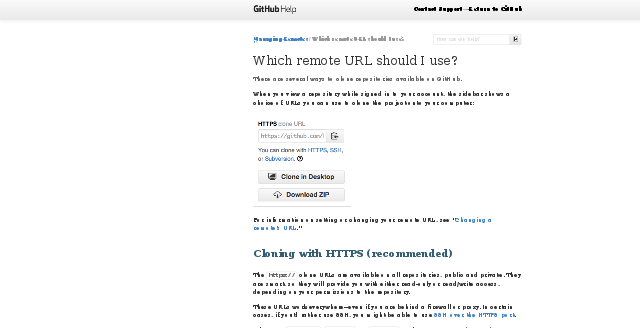 GitHub Help
Contact Support Return to GitHub
Managing Remotes / Which remote URL should I use?
How can we help?
Which remote URL should I use?
There are several ways to clone repositories available on GitHub.
When you view a repository while signed in to your account, the sidebar shows a
choice of URLs you can use to clone the project onto your computer:
HTTPS clone URL
https://github.com/l
You can clone with HTTPS, SSH,
or Subversion.
Clone in Desktop
Download ZIP
For information on setting or changing your remote URL, see "Changing a
remote's URL."
Cloning with HTTPS (recommended)
The https:// clone URLs are available on all repositories, public and private. They
are smart, so they will provide you with either read-only or read/write access,
depending on your permissions to the repository.
These URLs work everywhere—even if you are behind a firewall or proxy. In certain
cases, if you'd rather use SSH, you might be able to use SSH over the HTTPS port.